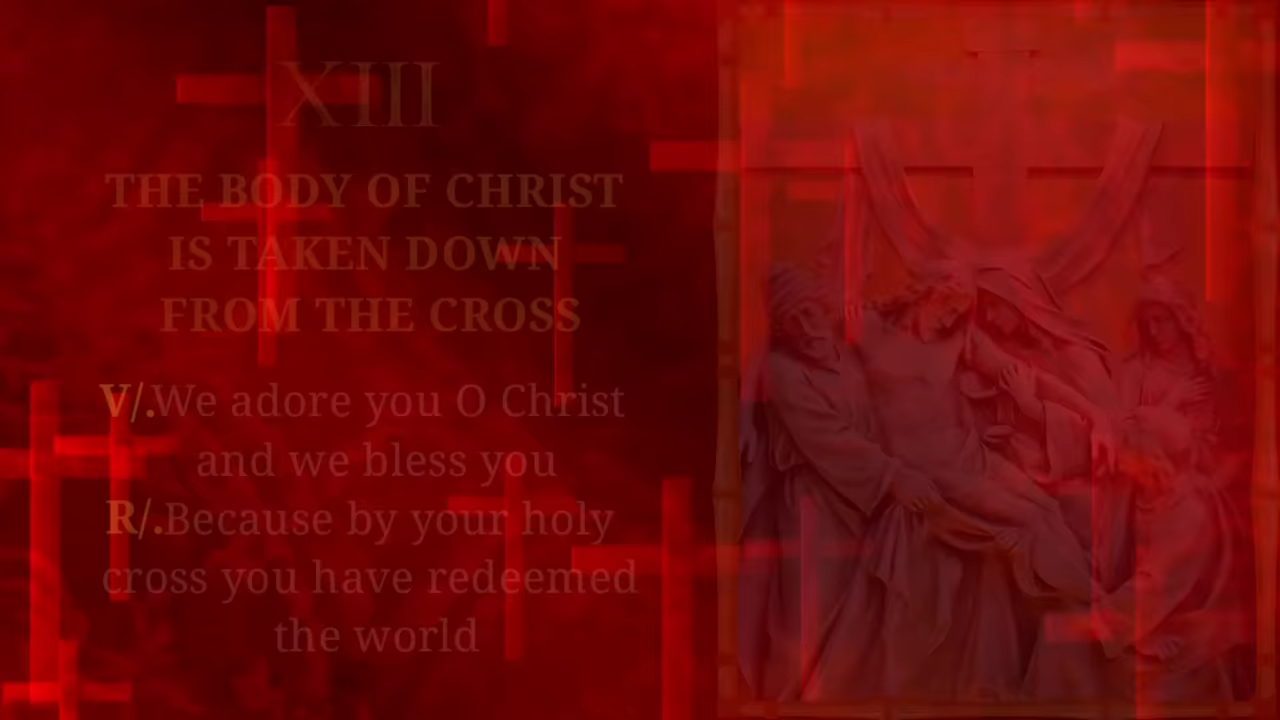 XIII
THE BODY OF CHRIST
IS TAKEN DOWN
FROM THE CROSS
V/.We adore you O Christ
and we bless you
R/.Because by your holy
cross you have redeemed
the world